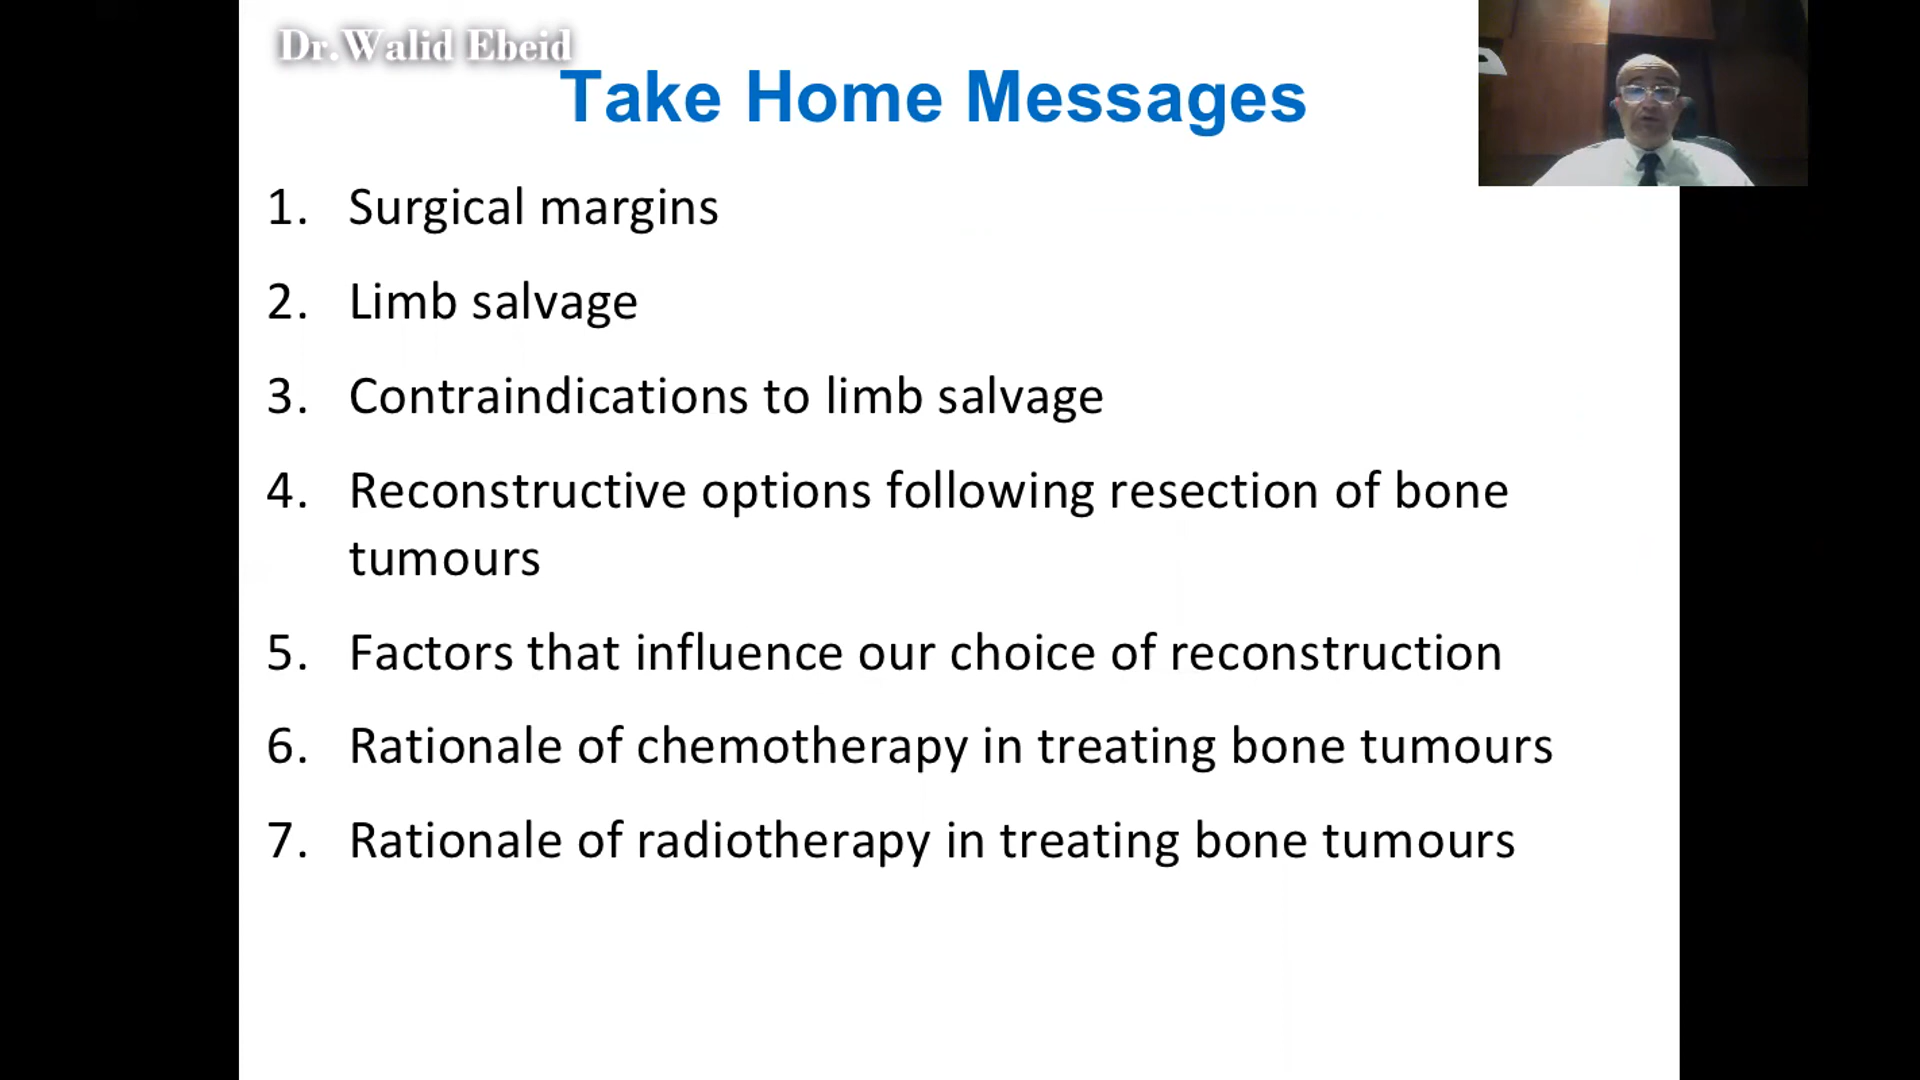 Dr.Walid Ebeid
Take Home Messages
1. Surgical margins
2. Limb salvage
3. Contraindications to limb salvage
4. Reconstructive options following resection of bone
tumours
5. Factors that influence our choice of reconstruction
6. Rationale of chemotherapy in treating bone tumours
7. Rationale of radiotherapy in treating bone tumours